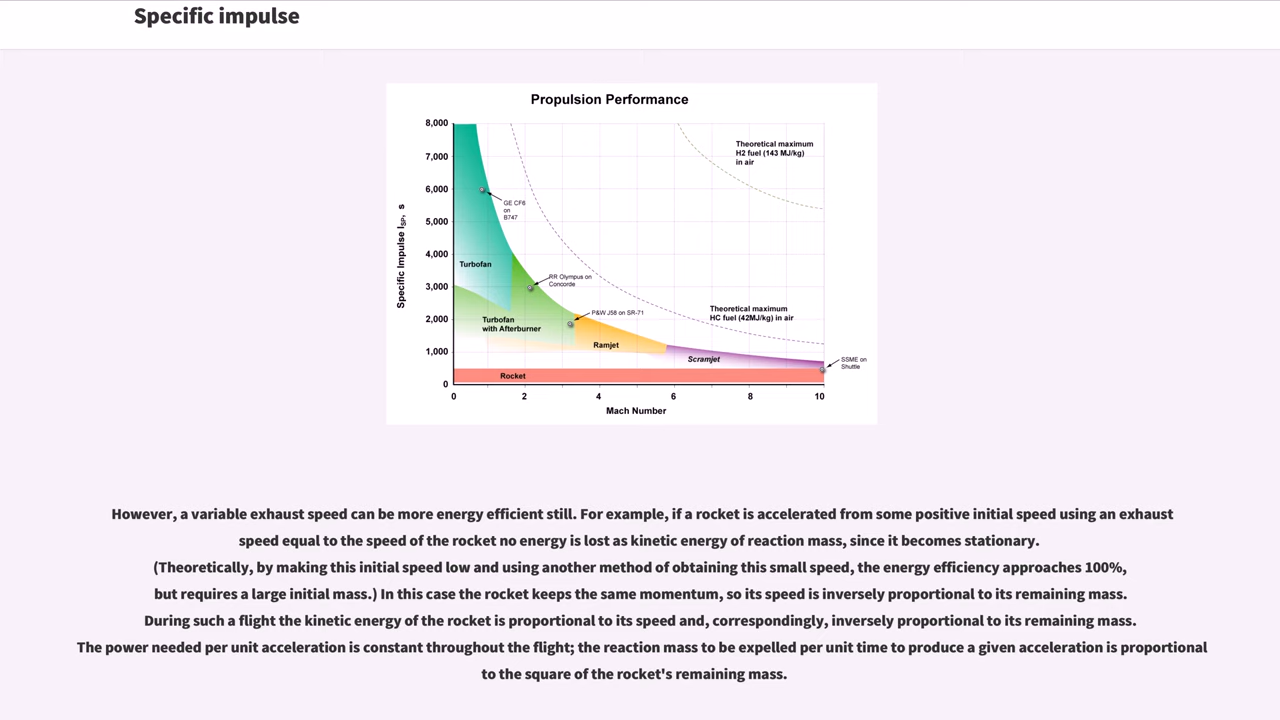 Specific impulse
Propulsion Performance
8,000
7,000
6,000
5,000
4,000
3,000
2,000
1,000
0
Specific Impulse Isp, s
Theoretical maximum
H2 fuel (143 MJ/kg)
in air
GE CF6
on
B747
Turbofan
RR Olympus on
Concorde
P&W J58 on SR-71
Theoretical maximum
HC fuel (42MJ/kg) in air
Turbofan
with Afterburner
Ramjet
Scramjet
SSME on
Shuttle
Rocket
0 2 4 6 8 10
Mach Number
However, a variable exhaust speed can be more energy efficient still. For example, if a rocket is accelerated from some positive initial speed using an exhaust
speed equal to the speed of the rocket no energy is lost as kinetic energy of reaction mass, since it becomes stationary.
(Theoretically, by making this initial speed low and using another method of obtaining this small speed, the energy efficiency approaches 100%,
but requires a large initial mass.) In this case the rocket keeps the same momentum, so its speed is inversely proportional to its remaining mass.
During such a flight the kinetic energy of the rocket is proportional to its speed and, correspondingly, inversely proportional to its remaining mass.
The power needed per unit acceleration is constant throughout the flight; the reaction mass to be expelled per unit time to produce a given acceleration is proportional
to the square of the rocket's remaining mass.